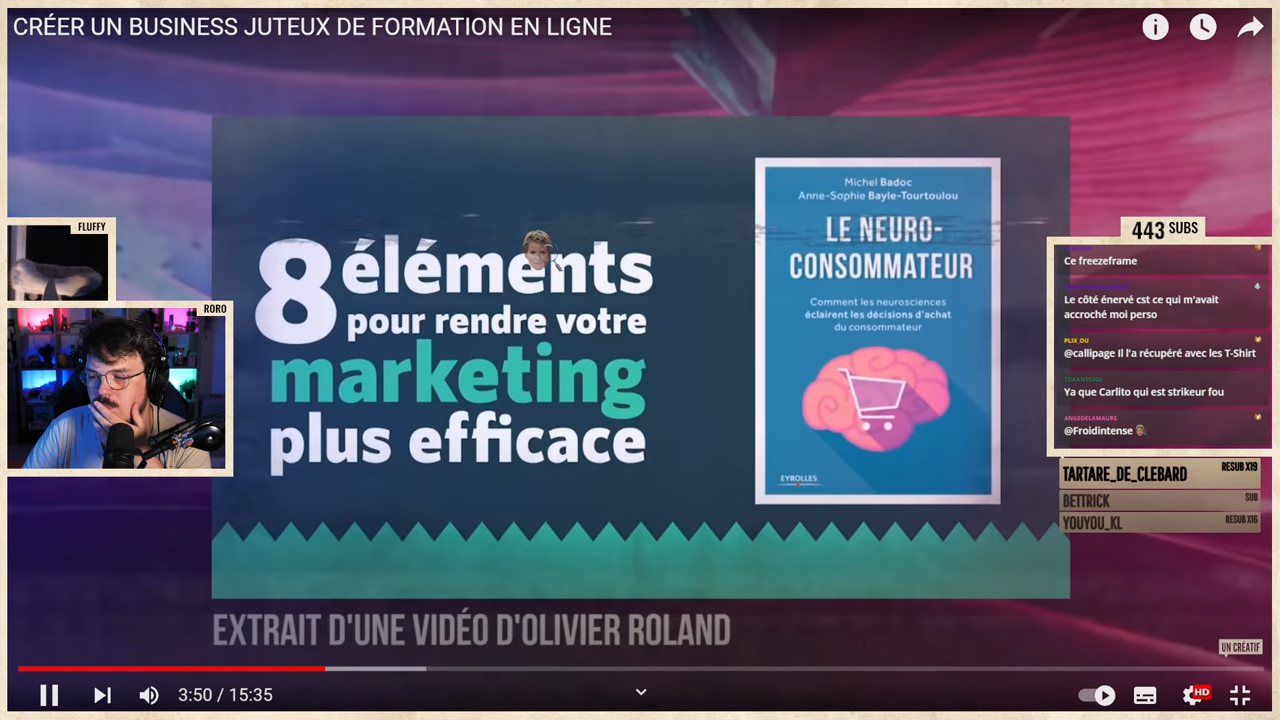 CRÉER UN BUSINESS JUTEUX DE FORMATION EN LIGNE
8 éléments
pour rendre votre
marketing
plus efficace
Michel Badoc
Anne-Sophie Bayle-Tourtoulou
LE NEURO-
CONSOMMATEUR
Comment les neurosciences
éclairent les décisions d'achat
du consommateur
EYROLLES
EXTRAIT D'UNE VIDÉO D'OLIVIER ROLAND
FLUFFY
RORO
443 SUBS
Ce freezeframe
Le côté énervé cst ce qui m'avait
accroché moi perso
PLIX_OU
@callipage Il l'a récupéré avec les T-Shirt
Ya que Carlito qui est strikeur fou
ANGEDELAMAURE
@Froidintense
TARTARE_DE_CLEBARD RESUB X19
BETTRICK SUB
YOUYOU_KL RESUB X16
UN CRÉATIF
3:50 / 15:35
HD